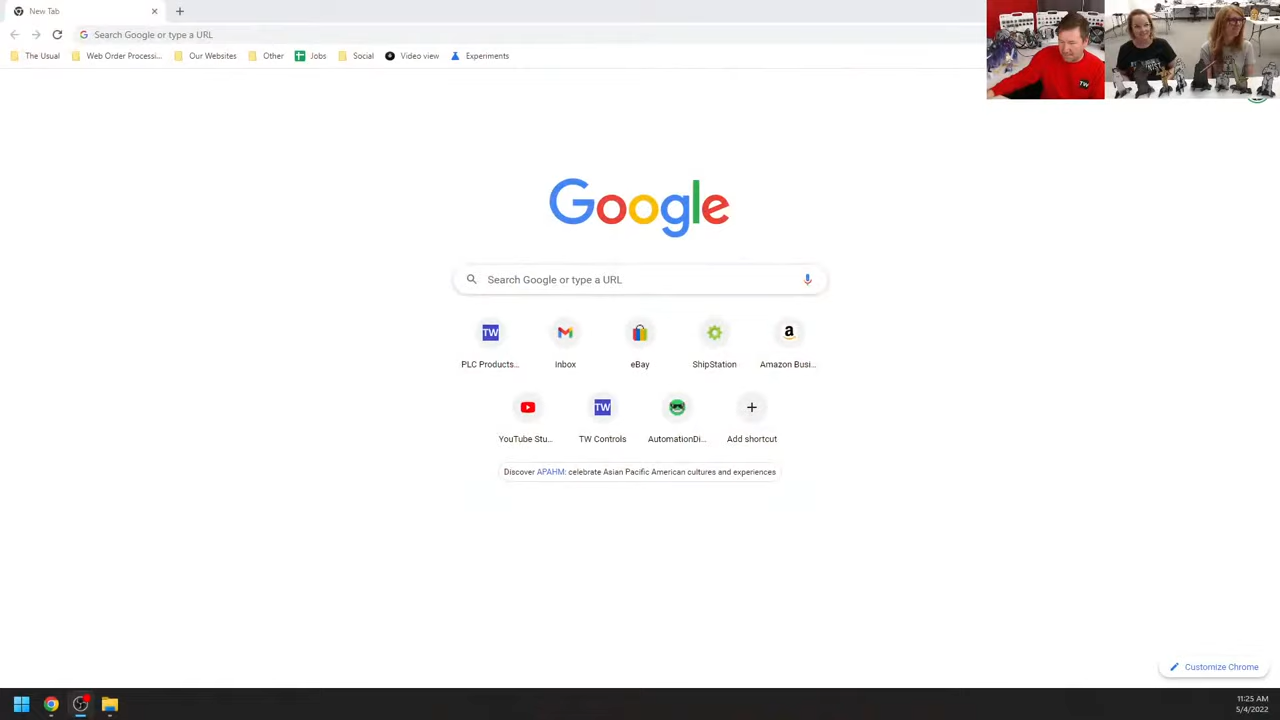 New Tab
Search Google or type a URL
The Usual
Web Order Processi...
Our Websites
Other
Jobs
Social
Video view
Experiments
TW
Google
Search Google or type a URL
TW
a
PLC Products...
Inbox
eBay
ShipStation
Amazon Busi...
TW
YouTube Stu...
TW Controls
AutomationDi...
Add shortcut
Discover APAHM: celebrate Asian Pacific American cultures and experiences
Customize Chrome
11:25 AM
5/4/2022